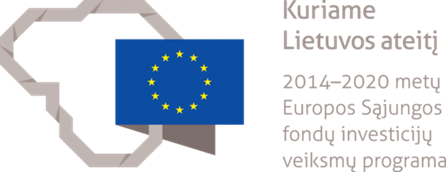 Kuriame
Lietuvos ateitį
2014–2020 metų
Europos Sąjungos
fondų investicijų
veiksmų programa